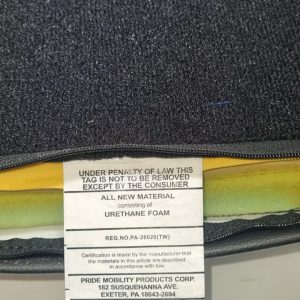 UNDER PENALTY OF LAW THIS
TAG IS NOT TO BE REMOVED
EXCEPT BY THE CONSUMER
ALL NEW MATERIAL
consisting of
URETHANE FOAM
REG.NO.PA-26020(TW)
Certification is made by the manufacturer that
the materials in this article are described
in accordance with law.
PRIDE MOBILITY PRODUCTS CORP.
182 SUSQUEHANNA AVE.
EXETER, PA 18643-2694